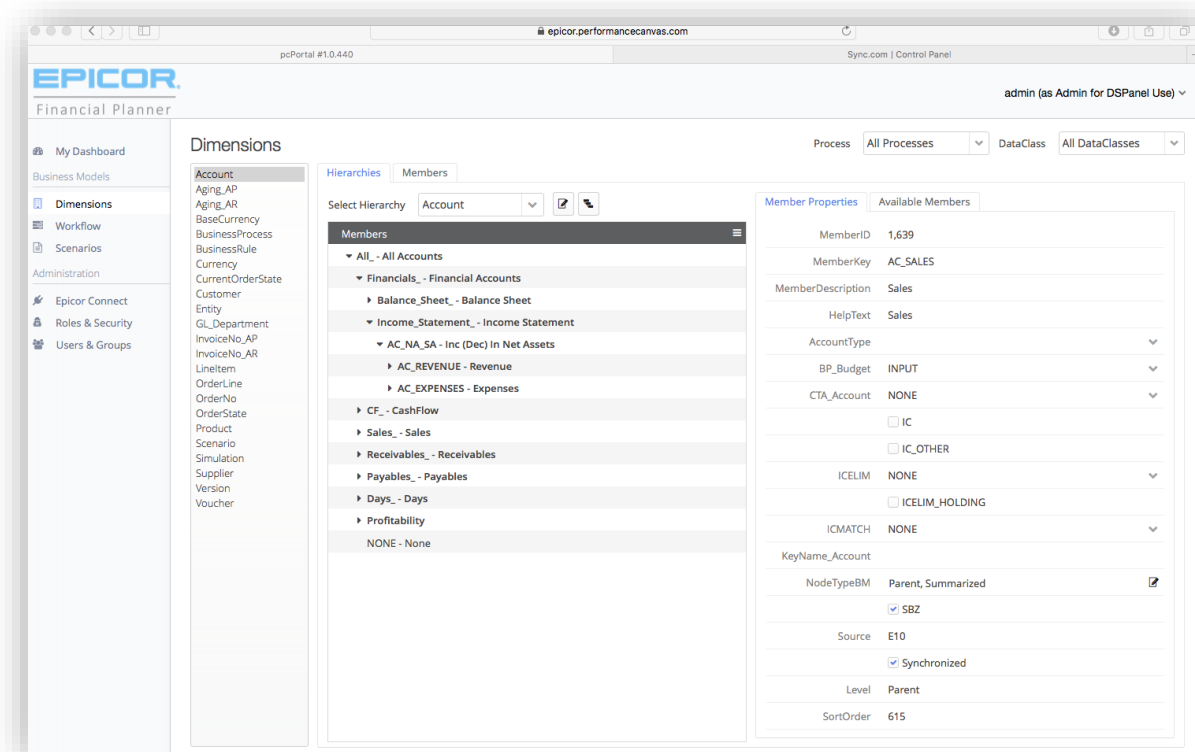 epicor.performancecanvas.com
pcPortal #1.0.440
Sync.com | Control Panel
EPICOR.
Financial Planner
admin (as Admin for DSPanel Use)
My Dashboard
Business Models
Dimensions
Workflow
Scenarios
Administration
Epicor Connect
Roles & Security
Users & Groups
Dimensions
Process All Processes DataClass All DataClasses
Account
Aging_AP
Aging_AR
BaseCurrency
BusinessProcess
BusinessRule
Currency
CurrentOrderState
Customer
Entity
GL_Department
InvoiceNo_AP
InvoiceNo_AR
LineItem
OrderLine
OrderNo
OrderState
Product
Scenario
Simulation
Supplier
Version
Voucher
Hierarchies Members
Select Hierarchy Account
Members
All_ - All Accounts
Financials_ - Financial Accounts
Balance_Sheet_ - Balance Sheet
Income_Statement_ - Income Statement
AC_NA_SA - Inc (Dec) In Net Assets
AC_REVENUE - Revenue
AC_EXPENSES - Expenses
CF_ - CashFlow
Sales_ - Sales
Receivables_ - Receivables
Payables_ - Payables
Days_ - Days
Profitability
NONE - None
Member Properties Available Members
MemberID 1,639
MemberKey AC_SALES
MemberDescription Sales
HelpText Sales
AccountType
BP_Budget INPUT
CTA_Account NONE
IC
IC_OTHER
ICELIM NONE
ICELIM_HOLDING
ICMATCH NONE
KeyName_Account
NodeTypeBM Parent, Summarized
SBZ
Source E10
Synchronized
Level Parent
SortOrder 615